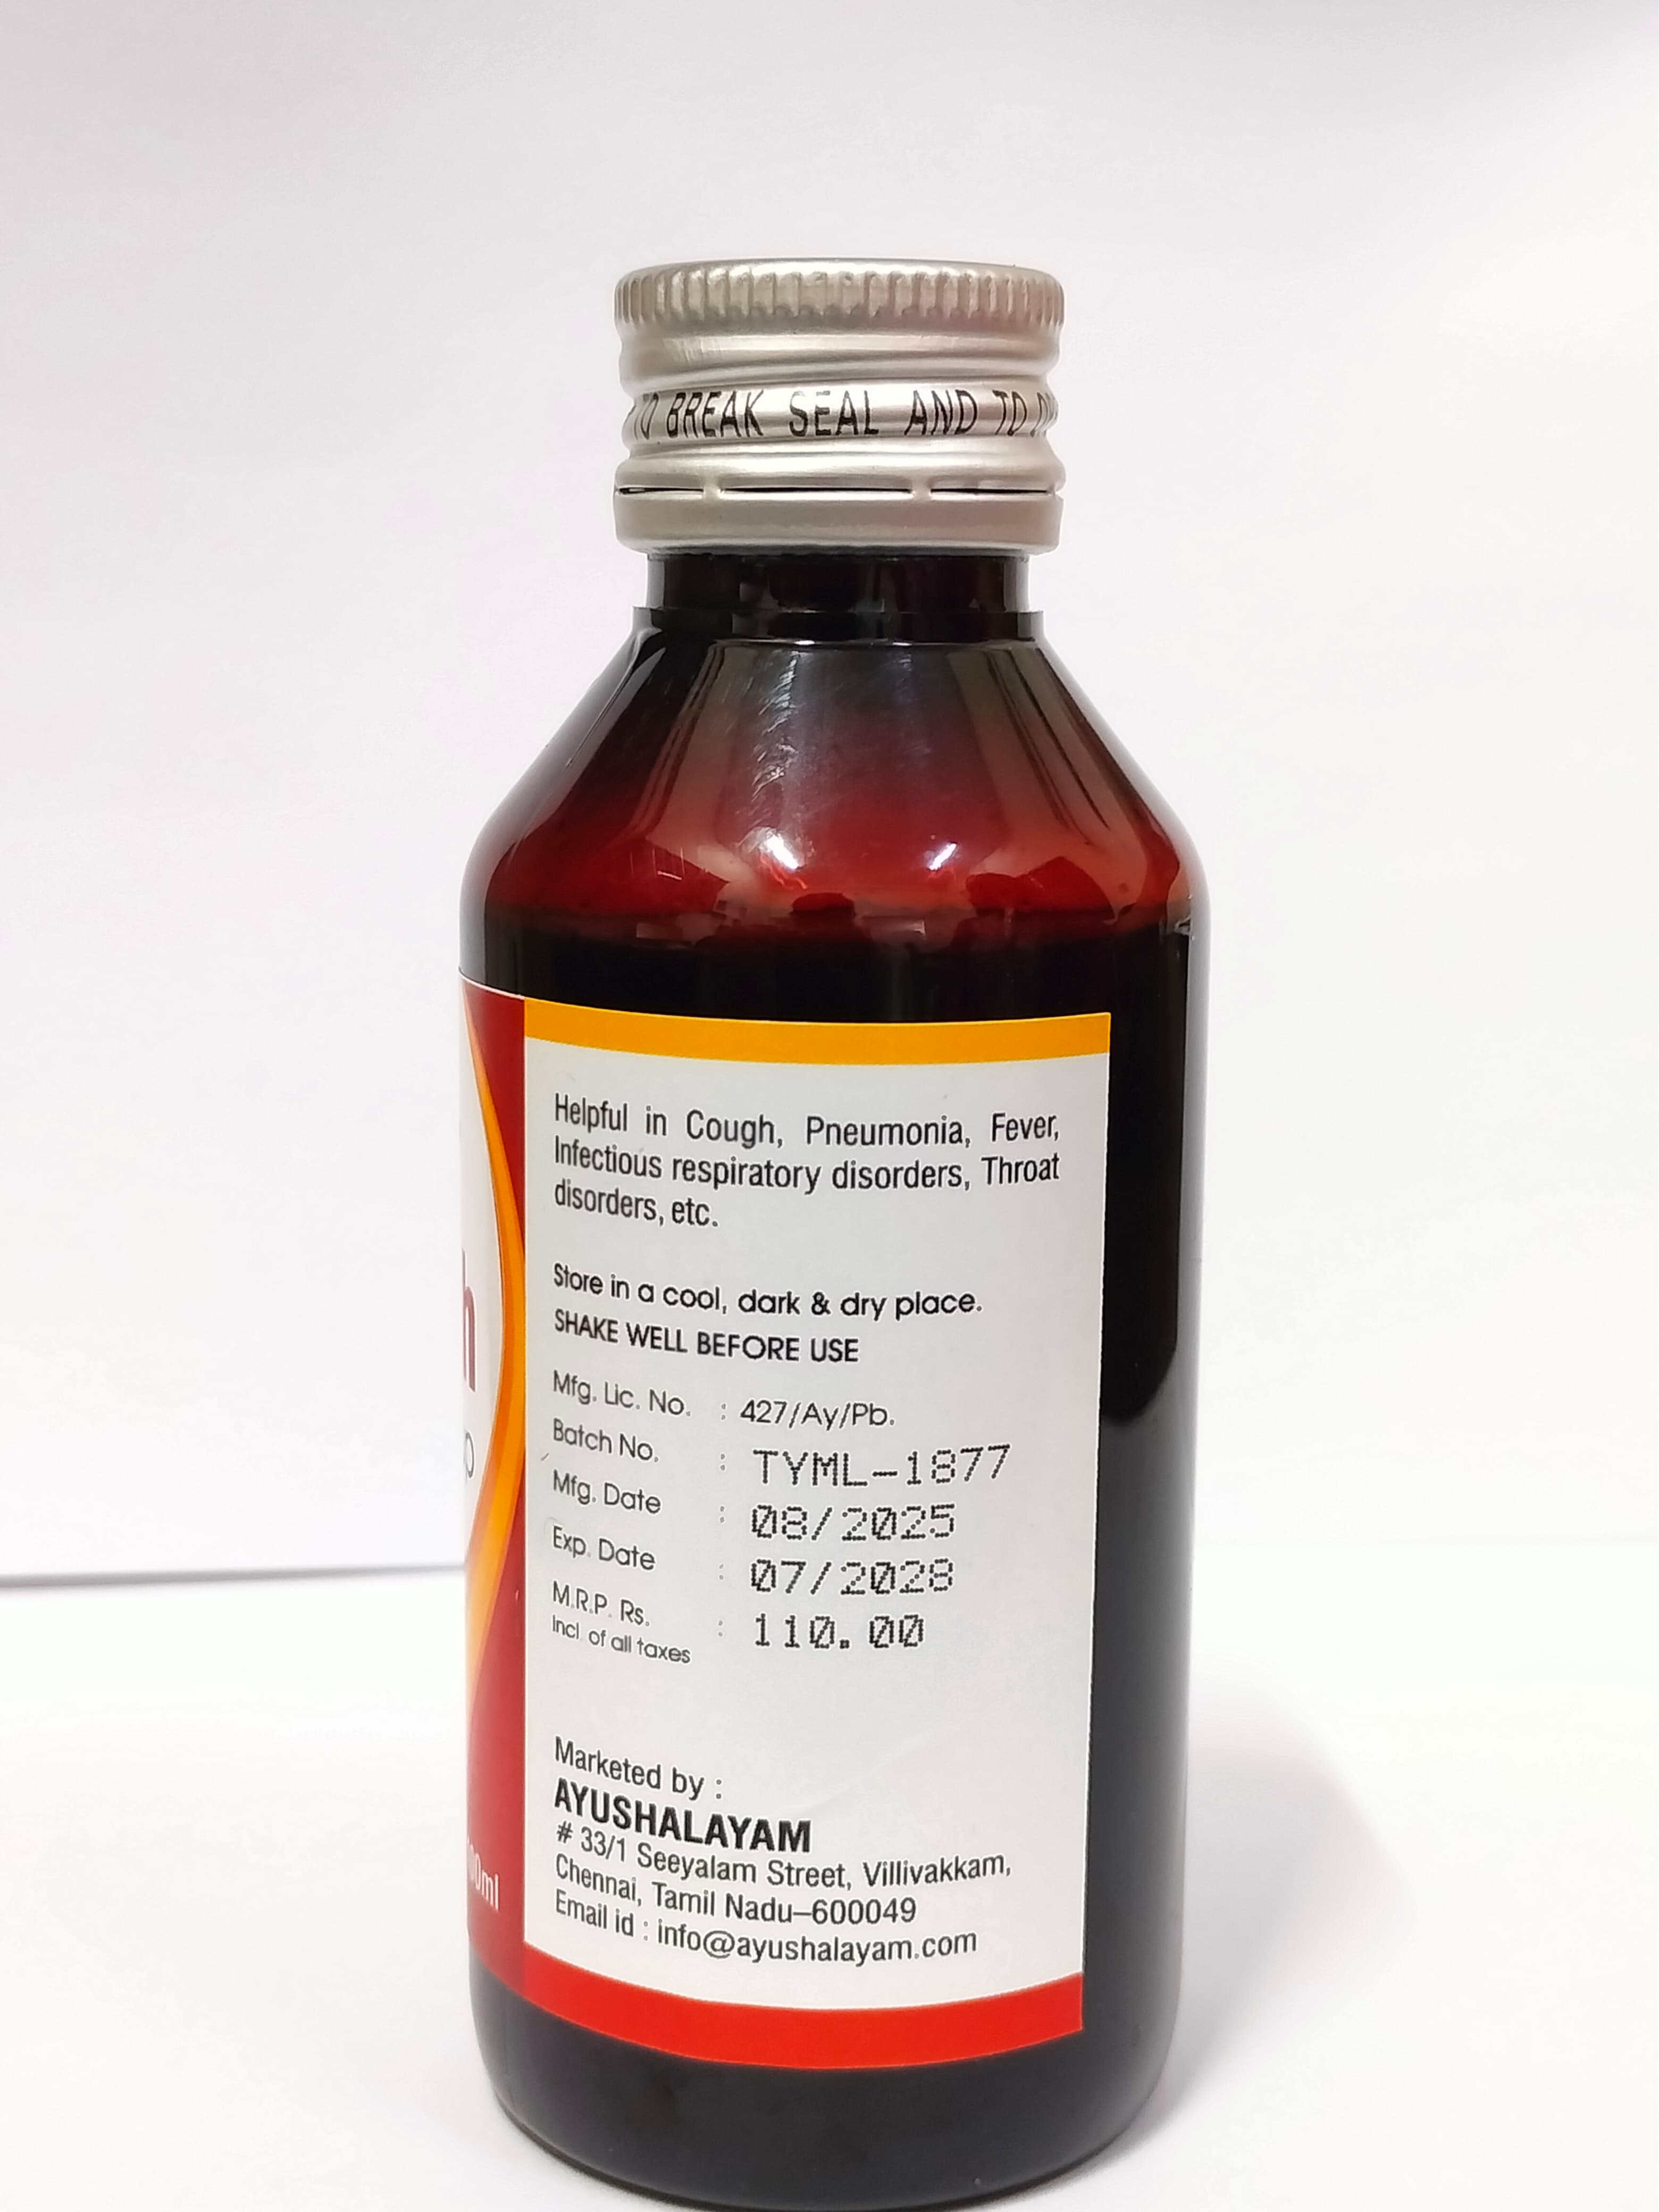 TO BREAK SEAL AND TO
Helpful in Cough, Pneumonia, Fever,
Infectious respiratory disorders, Throat
disorders, etc.
Store in a cool, dark & dry place.
SHAKE WELL BEFORE USE
Mfg. Lic. No. : 427/Ay/Pb.
Batch No. : TYML-1877
Mfg. Date : 08/2025
Exp. Date : 07/2028
M.R.P. Rs. : 110.00
Incl. of all taxes
Marketed by :
AYUSHALAYAM
# 33/1 Seeyalam Street, Villivakkam,
Chennai, Tamil Nadu–600049
Email id : info@ayushalayam.com